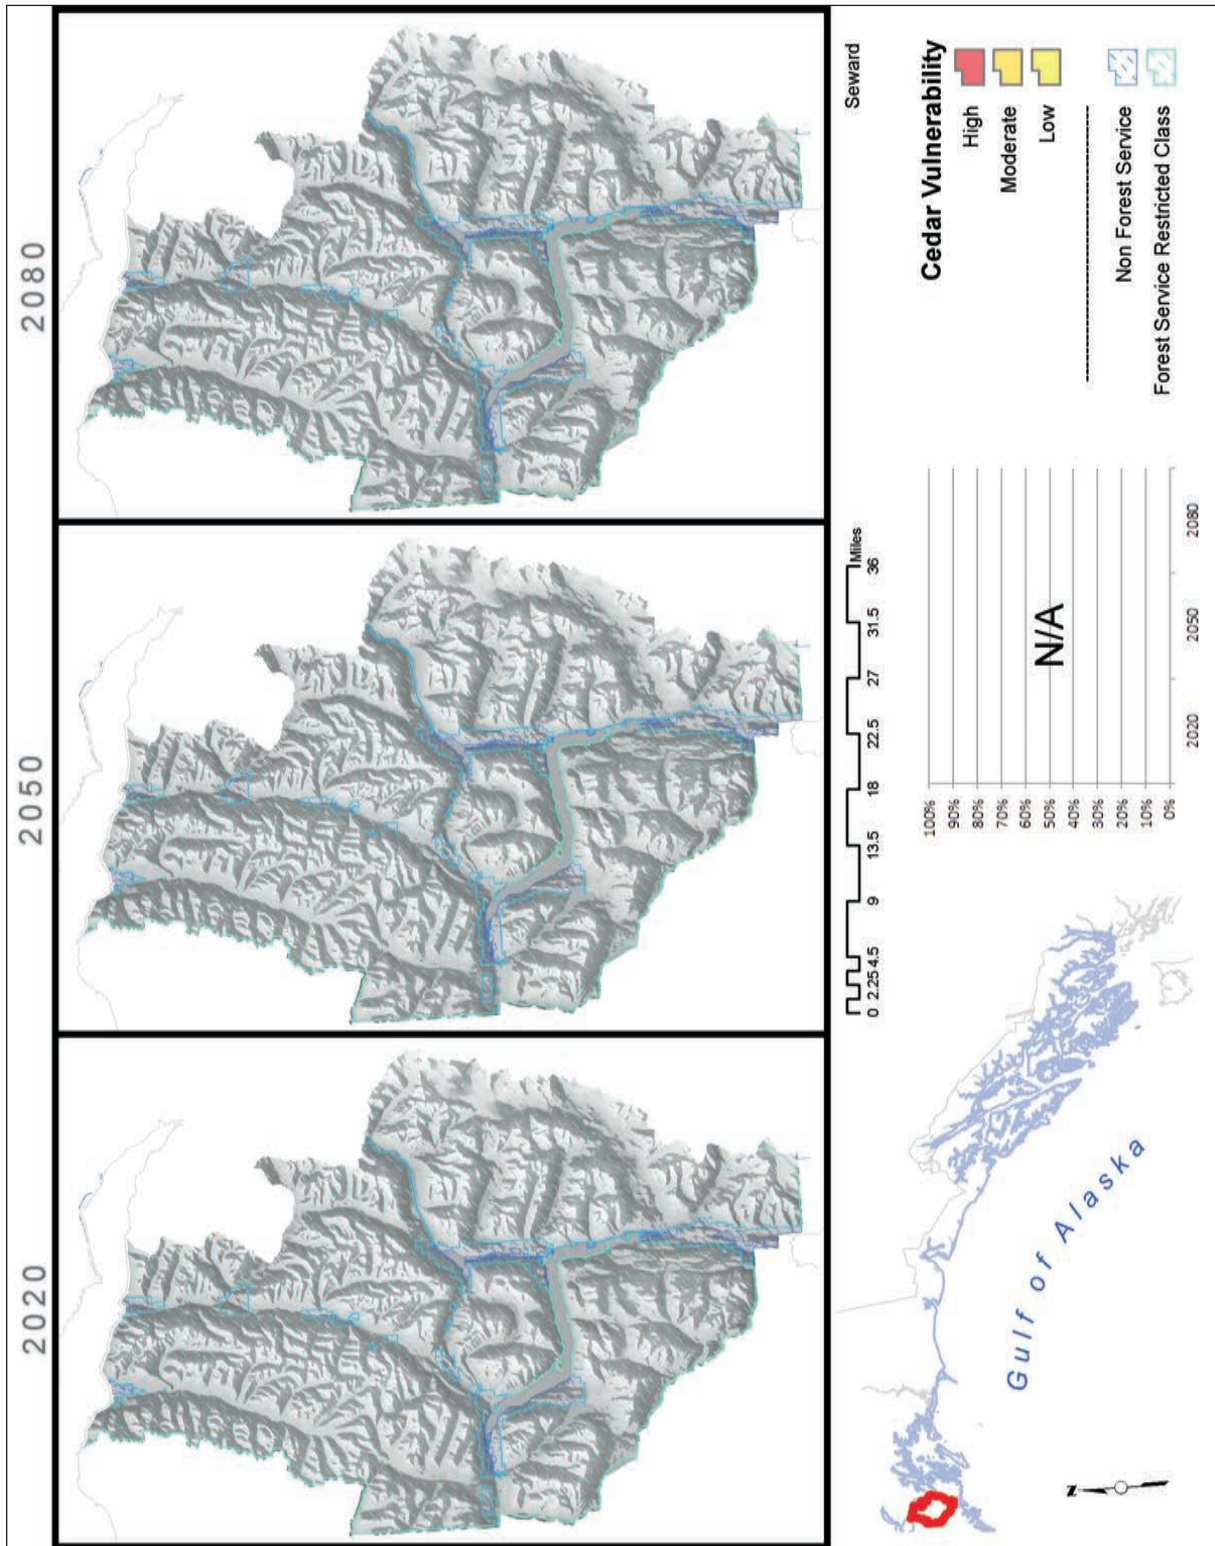 2020
2050
2080
0 2.25 4.5 9 13.5 18 22.5 27 31.5 36
Miles
Seward
Gulf of Alaska
N
100%
90%
80%
70%
60%
50%
40%
30%
20%
10%
0%
N/A
2020 2050 2080
Cedar Vulnerability
High
Moderate
Low
Non Forest Service
Forest Service Restricted Class